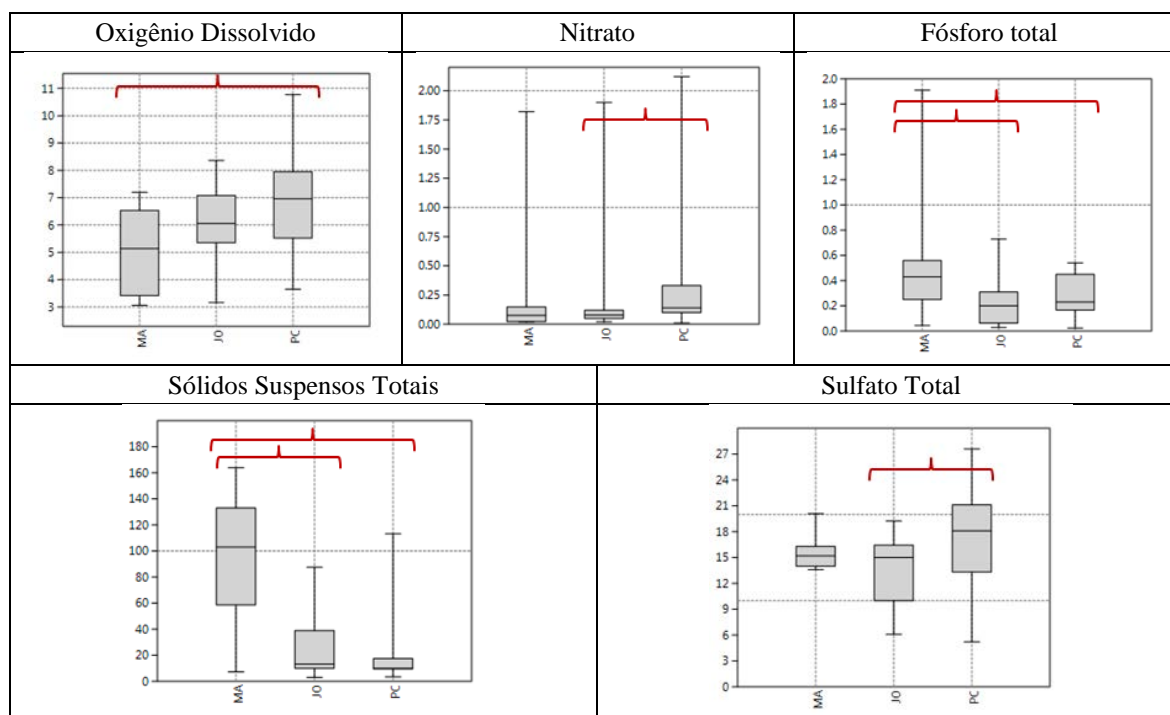 Oxigênio Dissolvido
Nitrato
Fósforo total
11
10
9
8
7
6
5
4
3
MA
JO
PC
2.00
1.75
1.50
1.25
1.00
0.75
0.50
0.25
0.00
MA
JO
PC
2.0
1.8
1.6
1.4
1.2
1.0
0.8
0.6
0.4
0.2
0.0
MA
JO
PC
Sólidos Suspensos Totais
Sulfato Total
180
160
140
120
100
80
60
40
20
0
MA
JO
PC
27
24
21
18
15
12
9
6
3
0
MA
JO
PC